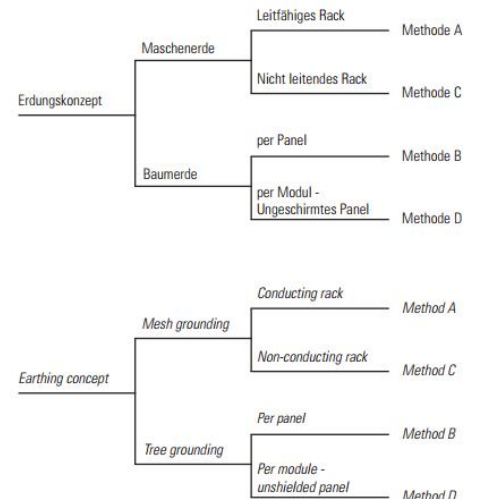 Leitfähiges Rack
Methode A
Maschenerde
Nicht leitendes Rack
Methode C
Erdungskonzept
per Panel
Methode B
Baumerde
per Modul -
Ungeschirmtes Panel
Methode D
Conducting rack
Method A
Mesh grounding
Non-conducting rack
Method C
Earthing concept
Per panel
Method B
Tree grounding
Per module -
unshielded panel
Method D